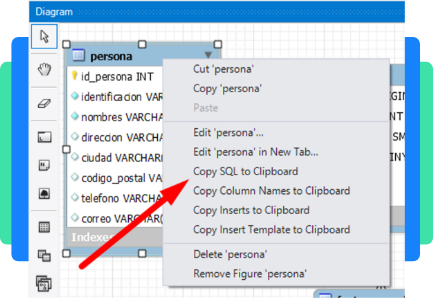 Diagram
persona
id_persona INT
identificacion VAR
nombres VARCHA
direccion VARCHA
ciudad VARCHAR(
codigo_postal VA
telefono VARCHA
correo VARCHAR(
Indexes
Cut 'persona'
Copy 'persona'
Paste
Edit 'persona'...
Edit 'persona' in New Tab...
Copy SQL to Clipboard
Copy Column Names to Clipboard
Copy Inserts to Clipboard
Copy Insert Template to Clipboard
Delete 'persona'
Remove Figure 'persona'